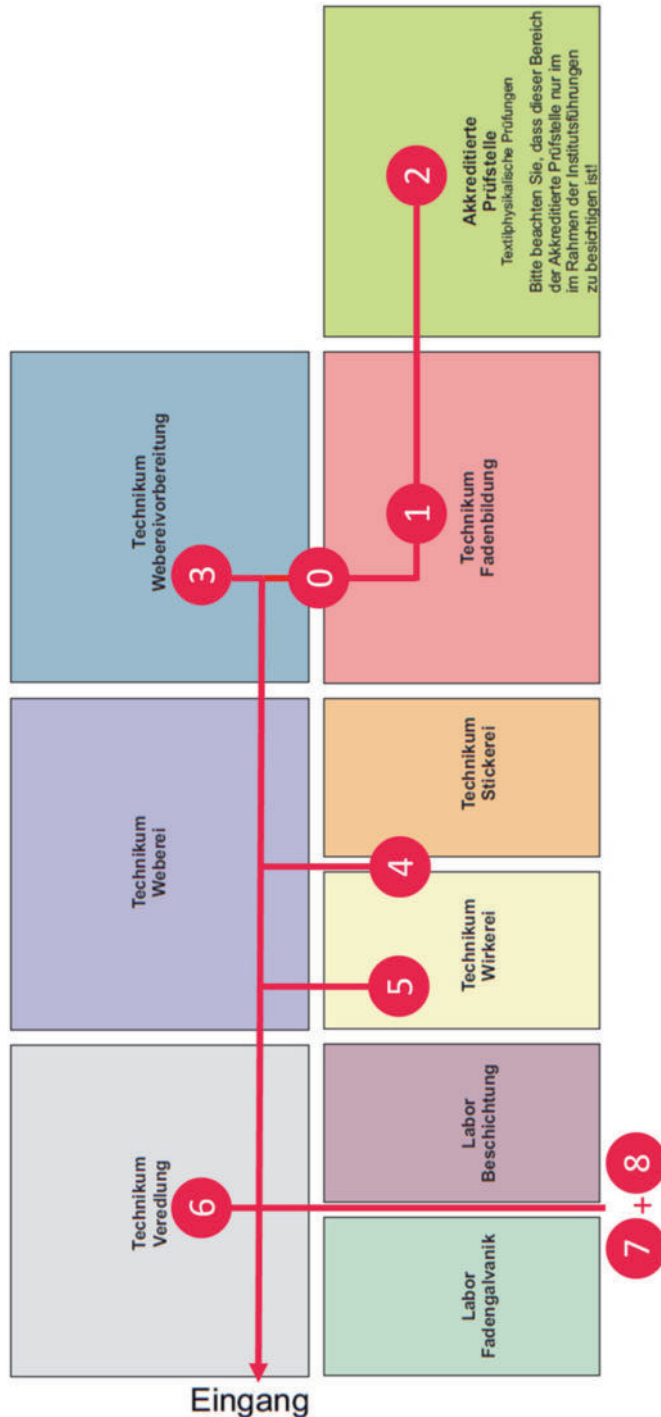 Technikum
Veredlung
Technikum
Weberei
Technikum
Webereivorbereitung
6
3
Eingang
0
7
+
8
5
4
1
2
Labor
Fadengalvanik
Labor
Beschichtung
Technikum
Wirkerei
Technikum
Stickerei
Technikum
Fadenbildung
Akkreditierte
Prüfstelle
Textilphysikalische Prüfungen
Bitte beachten Sie, dass dieser Bereich
der Akkreditierte Prüfstelle nur im
im Rahmen der Institutsführungen
zu besichtigen ist!